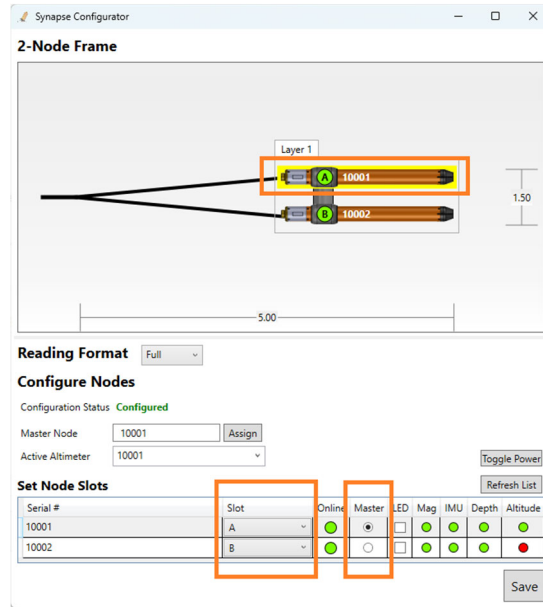 Synapse Configurator
2-Node Frame
Layer 1
A 10001
B 10002
1.50
5.00
Reading Format Full
Configure Nodes
Configuration Status Configured
Master Node 10001 Assign
Active Altimeter 10001
Toggle Power
Set Node Slots Refresh List
Serial # Slot Online Master LED Mag IMU Depth Altitude
10001 A
10002 B
Save